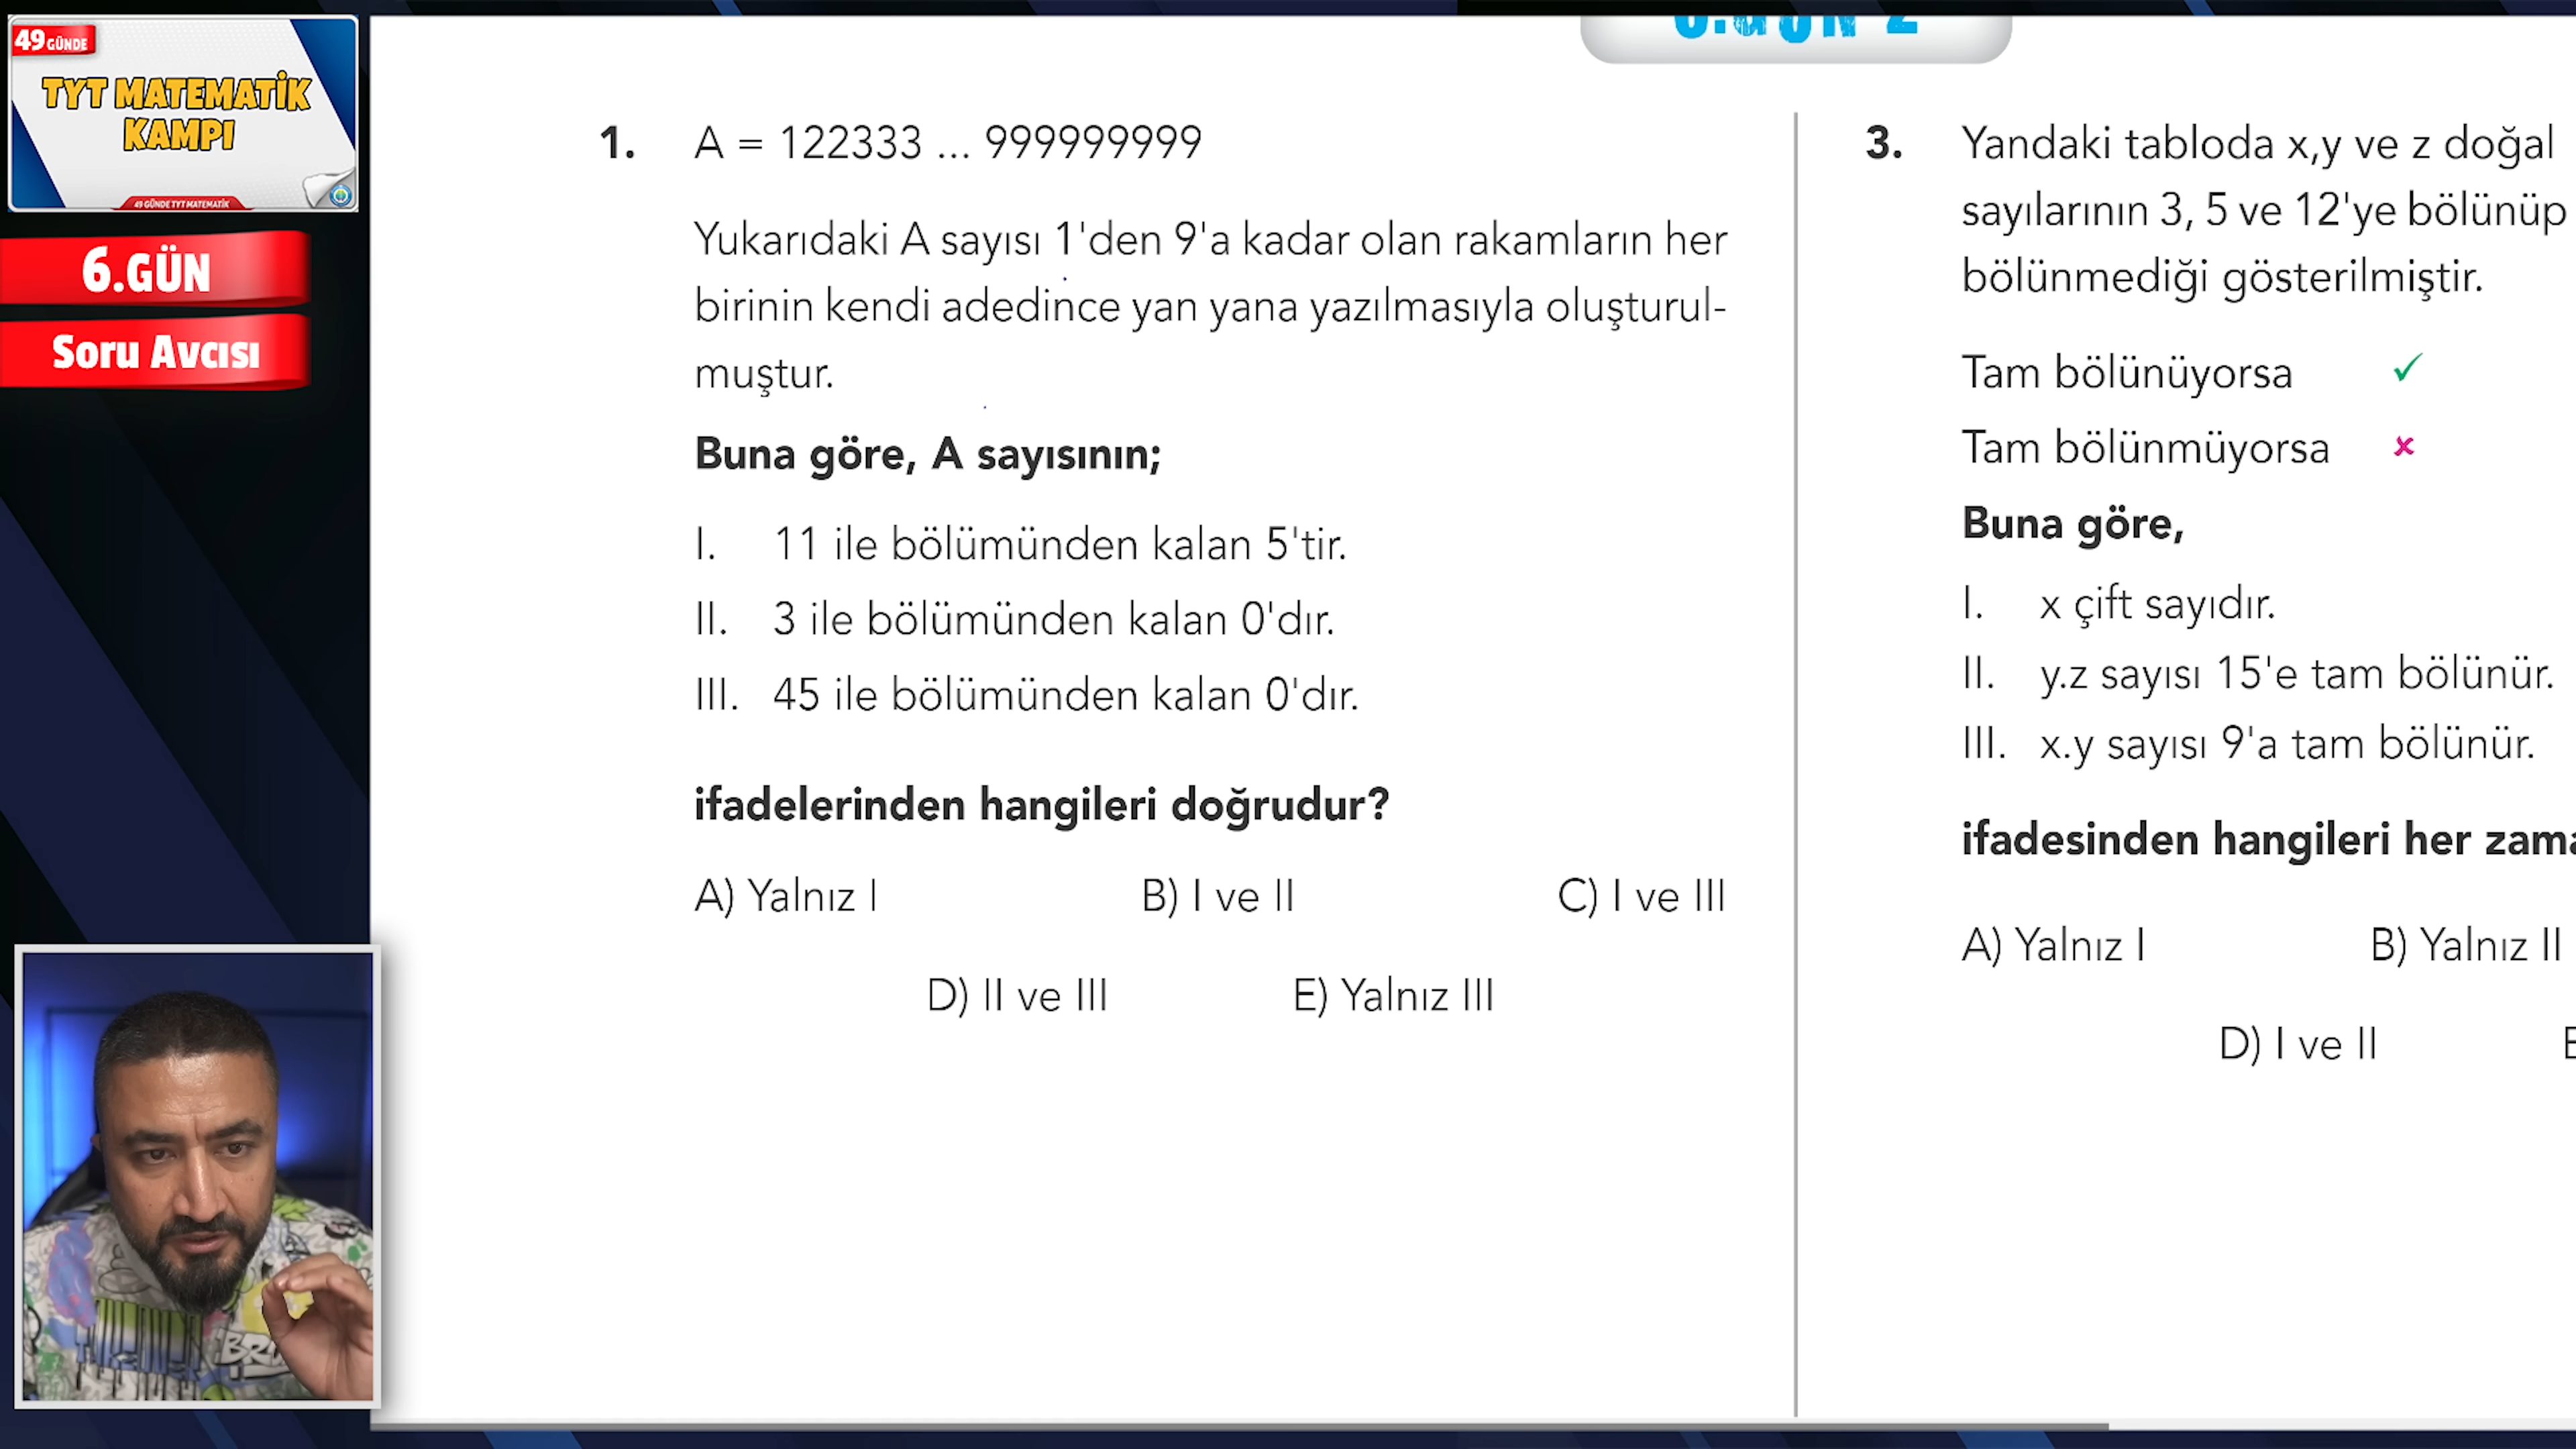 49 GÜNDE
TYT MATEMATİK
KAMPI
49 GÜNDE TYT MATEMATİK
6.GÜN
Soru Avcısı
1. A = 122333 ... 999999999
Yukarıdaki A sayısı 1'den 9'a kadar olan rakamların her
birinin kendi adedince yan yana yazılmasıyla oluşturul-
muştur.
Buna göre, A sayısının;
I. 11 ile bölümünden kalan 5'tir.
II. 3 ile bölümünden kalan 0'dır.
III. 45 ile bölümünden kalan 0'dır.
ifadelerinden hangileri doğrudur?
A) Yalnız I B) I ve II C) I ve III
D) II ve III E) Yalnız III
3. Yandaki tabloda x,y ve z doğal
sayılarının 3, 5 ve 12'ye bölünüp
bölünmediği gösterilmiştir.
Tam bölünüyorsa ✓
Tam bölünmüyorsa ✗
Buna göre,
I. x çift sayıdır.
II. y.z sayısı 15'e tam bölünür.
III. x.y sayısı 9'a tam bölünür.
ifadesinden hangileri her
A) Yalnız I B) Yalnız II
D) I ve II